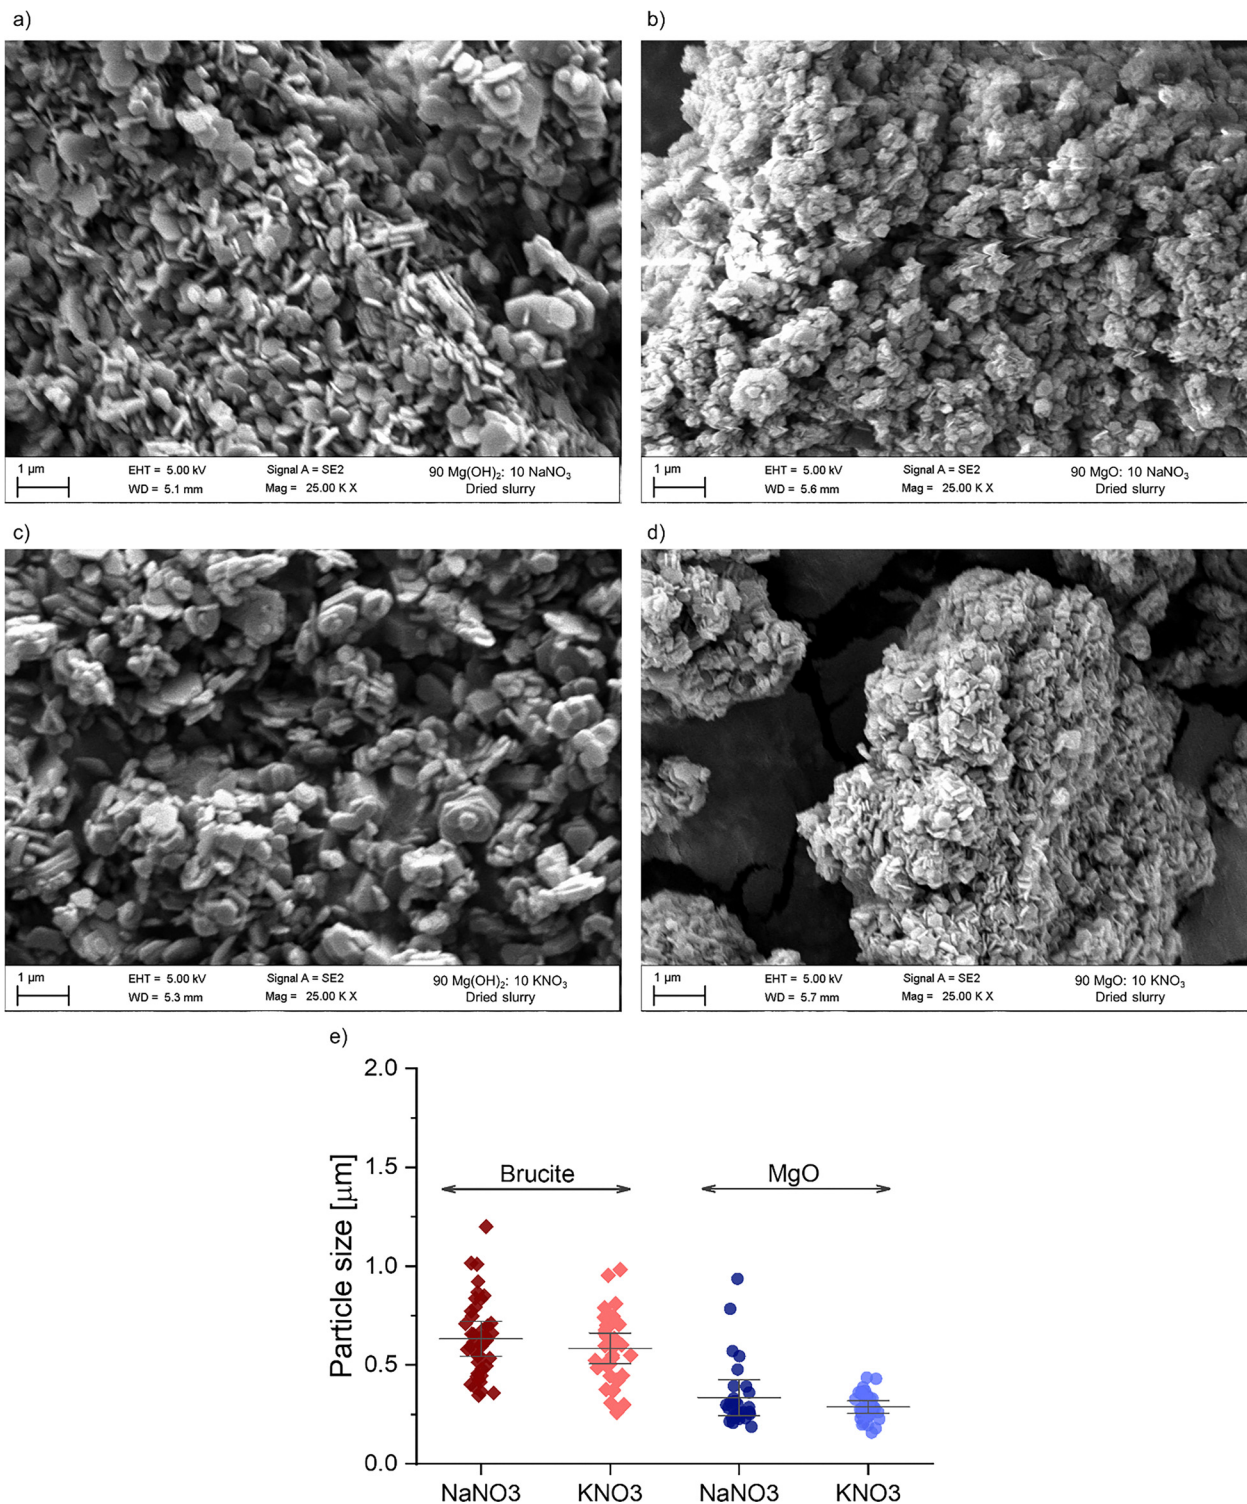 a)
b)
1 µm
EHT = 5.00 kV
Signal A = SE2
90 Mg(OH)₂: 10 NaNO₃
WD = 5.1 mm
Mag = 25.00 K X
Dried slurry
1 µm
EHT = 5.00 kV
Signal A = SE2
90 MgO: 10 NaNO₃
WD = 5.6 mm
Mag = 25.00 K X
Dried slurry
c)
d)
1 µm
EHT = 5.00 kV
Signal A = SE2
90 Mg(OH)₂: 10 KNO₃
WD = 5.3 mm
Mag = 25.00 K X
Dried slurry
1 µm
EHT = 5.00 kV
Signal A = SE2
90 MgO: 10 KNO₃
WD = 5.7 mm
Mag = 25.00 K X
Dried slurry
e)
Particle size [µm]
2.0
1.5
1.0
0.5
0.0
Brucite
MgO
NaNO3
KNO3
NaNO3
KNO3